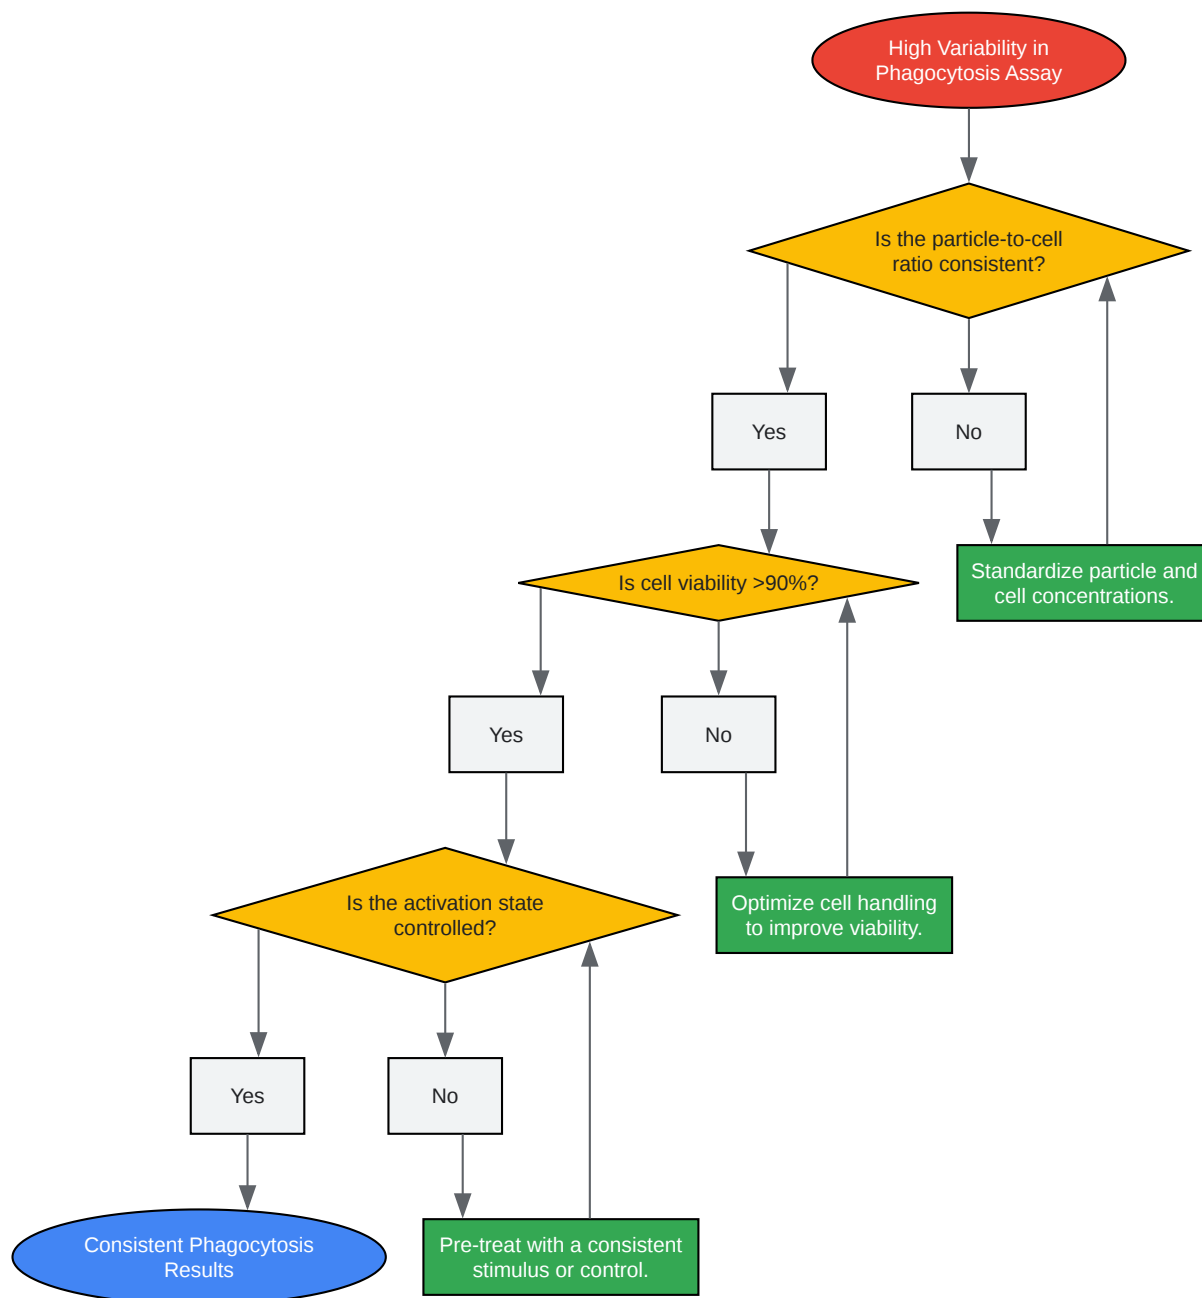 High Variability in
Phagocytosis Assay
Is the particle-to-cell
ratio consistent?
Yes
No
Standardize particle and
cell concentrations.
Is cell viability >90%?
Yes
No
Optimize cell handling
to improve viability.
Is the activation state
controlled?
Yes
No
Consistent Phagocytosis
Results
Pre-treat with a consistent
stimulus or control.